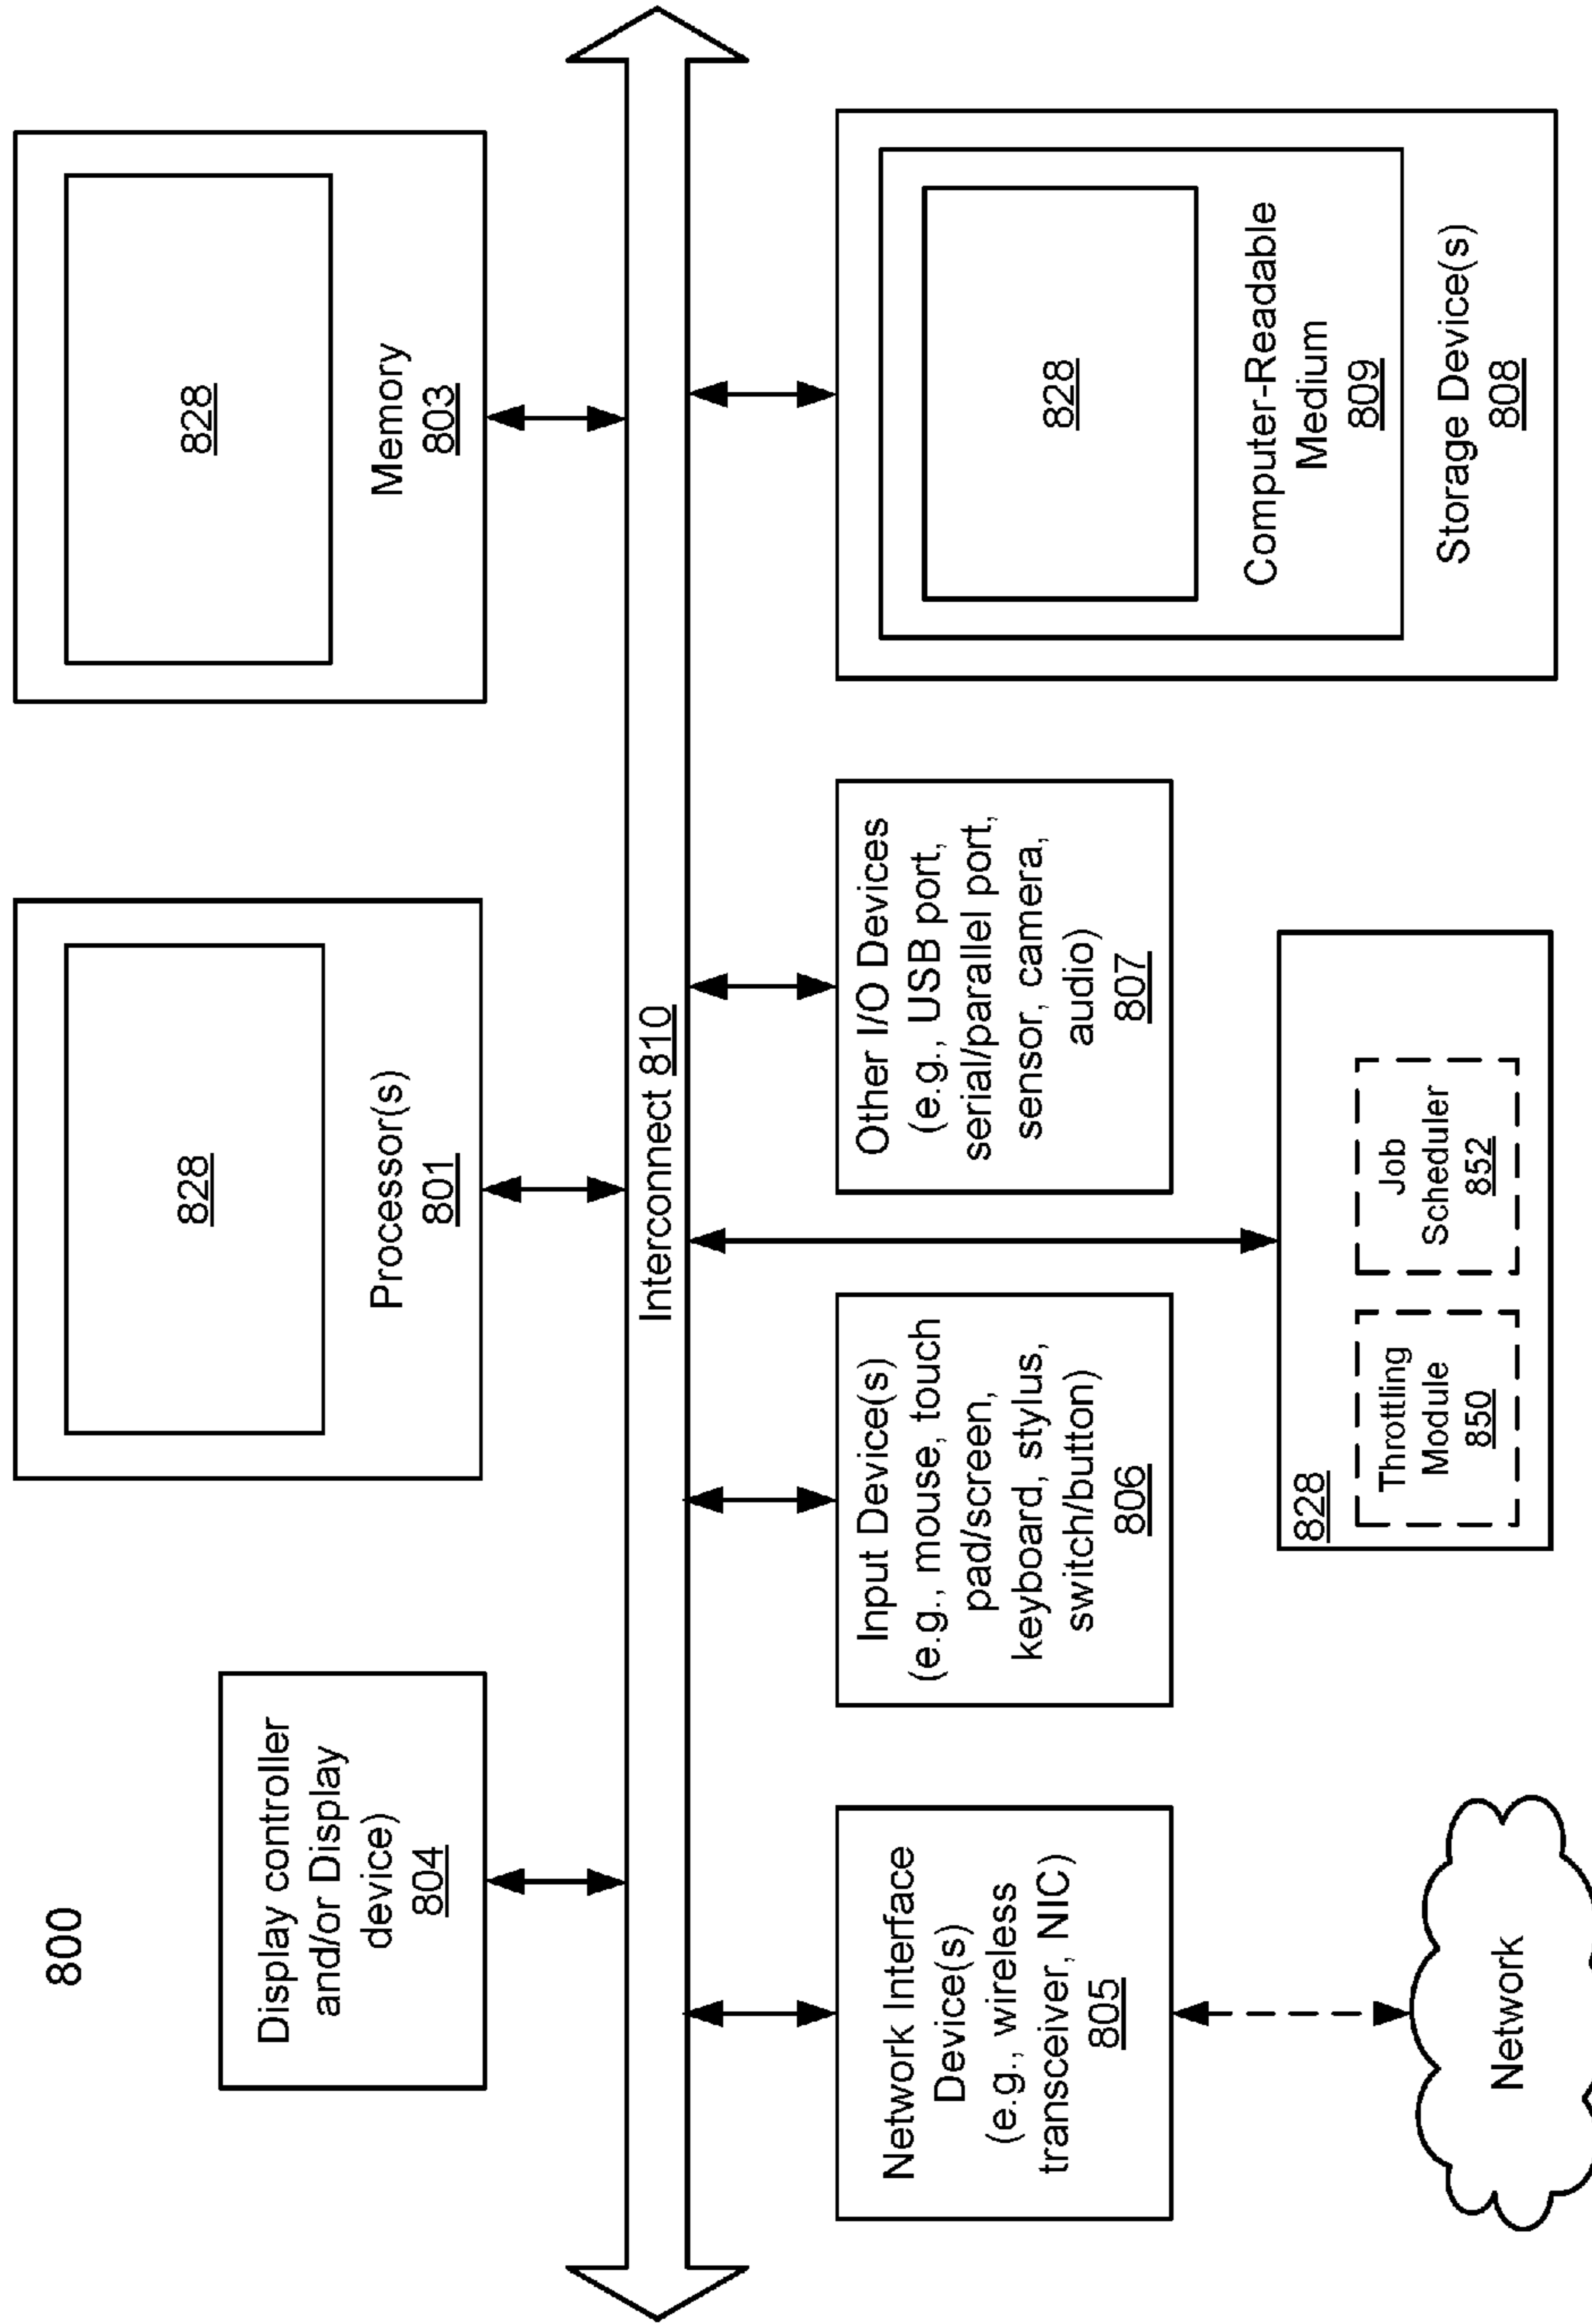 800
Display controller
and/or Display
device)
804
828
Processor(s)
801
828
Memory
803
Interconnect 810
Network Interface
Device(s)
(e.g., wireless
transceiver, NIC)
805
Input Device(s)
(e.g., mouse, touch
pad/screen,
keyboard, stylus,
switch/button)
806
Other I/O Devices
(e.g., USB port,
serial/parallel port,
sensor, camera,
audio)
807
828
Computer-Readable
Medium
809
Storage Device(s)
808
Network
828
Throttling
Module
850
Job
Scheduler
852